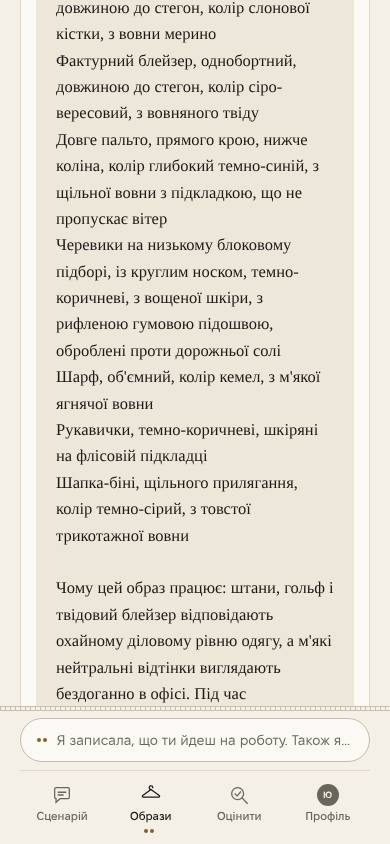 довжиною до стегон, колір слонової
кістки, з вовни мерино
Фактурний блейзер, однобортний,
довжиною до стегон, колір сіро-
вересовий, з вовняного твіду
Довге пальто, прямого крою, нижче
коліна, колір глибокий темно-синій, з
щільної вовни з підкладкою, що не
пропускає вітер
Черевики на низькому блоковому
підборі, із круглим носком, темно-
коричневі, з вощеної шкіри, з
рифленою гумовою підошвою,
оброблені проти дорожньої солі
Шарф, об'ємний, колір кемел, з м'якої
ягнячої вовни
Рукавички, темно-коричневі, шкіряні
на флісовій підкладці
Шапка-біні, щільного прилягання,
колір темно-сірий, з товстої
трикотажної вовни
Чому цей образ працює: штани, гольф і
твідовий блейзер відповідають
охайному діловому рівню одягу, а м'які
нейтральні відтінки виглядають
бездоганно в офісі. Під час
Я записала, що ти йдеш на роботу. Також я...
Сценарій
Образи
Оцінити
Ю
Профіль